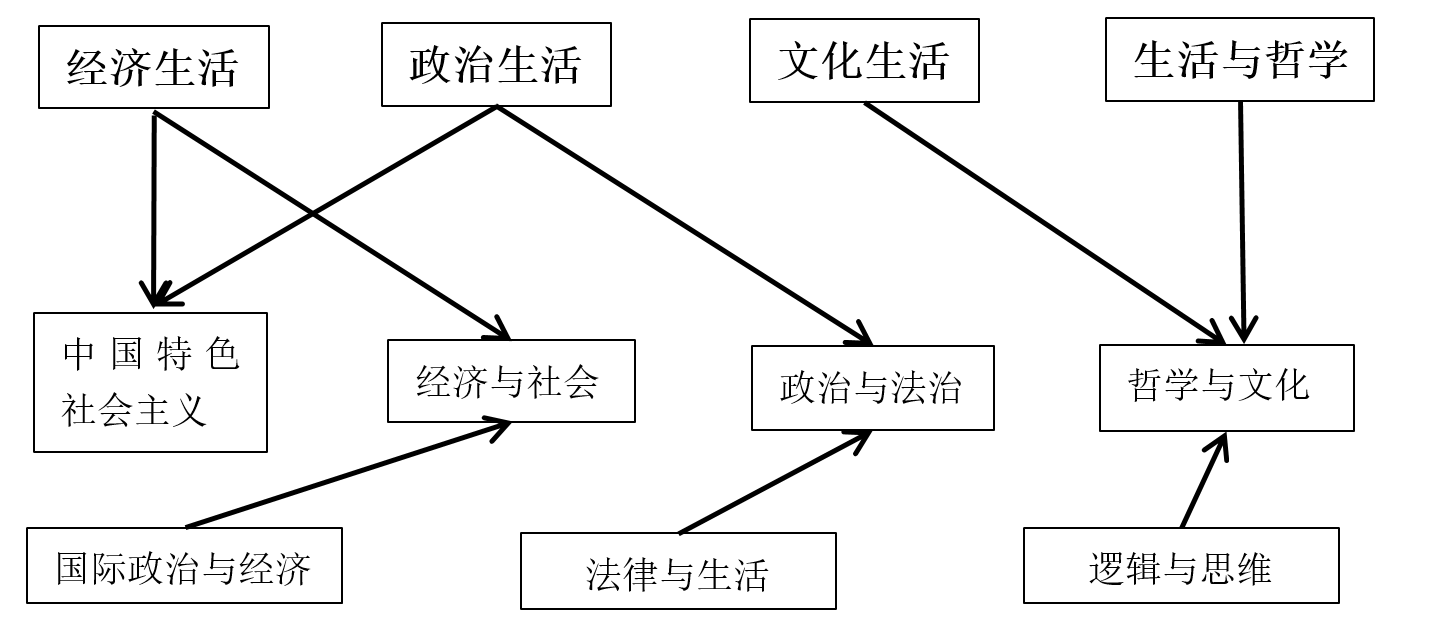 经济生活
政治生活
文化生活
生活与哲学
中国特色
社会主义
经济与社会
政治与法治
哲学与文化
国际政治与经济
法律与生活
逻辑与思维